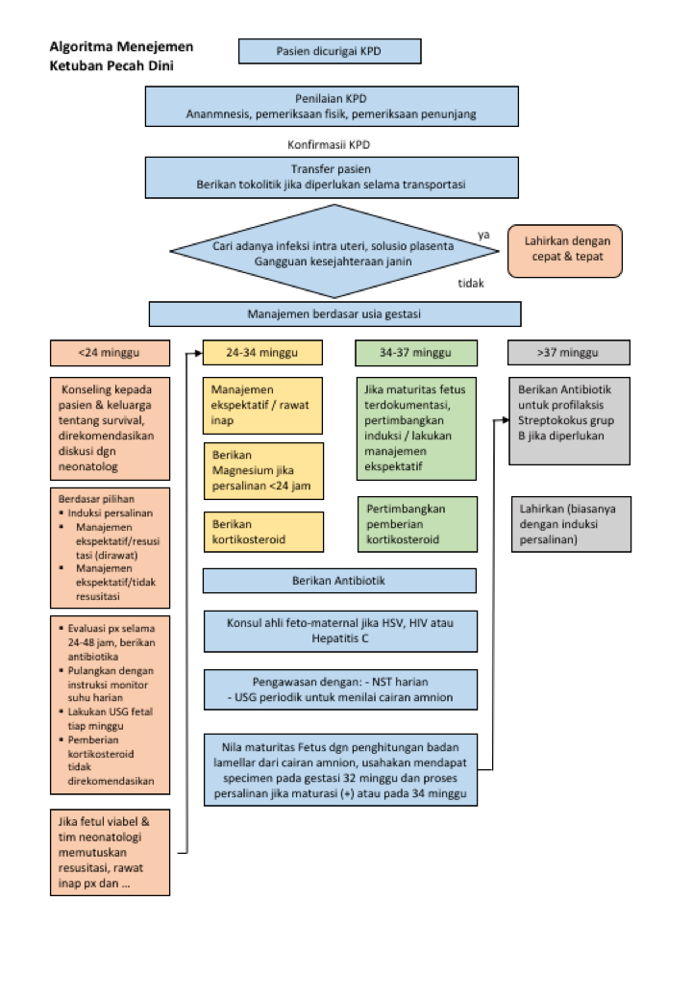 Algoritma Menejemen
Ketuban Pecah Dini
Pasien dicurigai KPD
Penilaian KPD
Ananmnesis, pemeriksaan fisik, pemeriksaan penunjang
Konfirmasii KPD
Transfer pasien
Berikan tokolitik jika diperlukan selama transportasi
Cari adanya infeksi intra uteri, solusio plasenta
Gangguan kesejahteraan janin
ya
Lahirkan dengan
cepat & tepat
tidak
Manajemen berdasar usia gestasi
<24 minggu
Konseling kepada
pasien & keluarga
tentang survival,
direkomendasikan
diskusi dgn
neonatolog
Berdasar pilihan
▪ Induksi persalinan
▪ Manajemen
ekspektatif/resusi
tasi (dirawat)
▪ Manajemen
ekspektatif/tidak
resusitasi
▪ Evaluasi px selama
24-48 jam, berikan
antibiotika
▪ Pulangkan dengan
instruksi monitor
suhu harian
▪ Lakukan USG fetal
tiap minggu
▪ Pemberian
kortikosteroid
tidak
direkomendasikan
Jika fetul viabel &
tim neonatologi
memutuskan
resusitasi, rawat
inap px dan ...
24-34 minggu
Manajemen
ekspektatif / rawat
inap
Berikan
Magnesium jika
persalinan <24 jam
Berikan
kortikosteroid
34-37 minggu
Jika maturitas fetus
terdokumentasi,
pertimbangkan
induksi / lakukan
manajemen
ekspektatif
Pertimbangkan
pemberian
kortikosteroid
Berikan Antibiotik
Konsul ahli feto-maternal jika HSV, HIV atau
Hepatitis C
Pengawasan dengan: - NST harian
- USG periodik untuk menilai cairan amnion
Nila maturitas Fetus dgn penghitungan badan
lamellar dari cairan amnion, usahakan mendapat
specimen pada gestasi 32 minggu dan proses
persalinan jika maturasi (+) atau pada 34 minggu
>37 minggu
Berikan Antibiotik
untuk profilaksis
Streptokokus grup
B jika diperlukan
Lahirkan (biasanya
dengan induksi
persalinan)